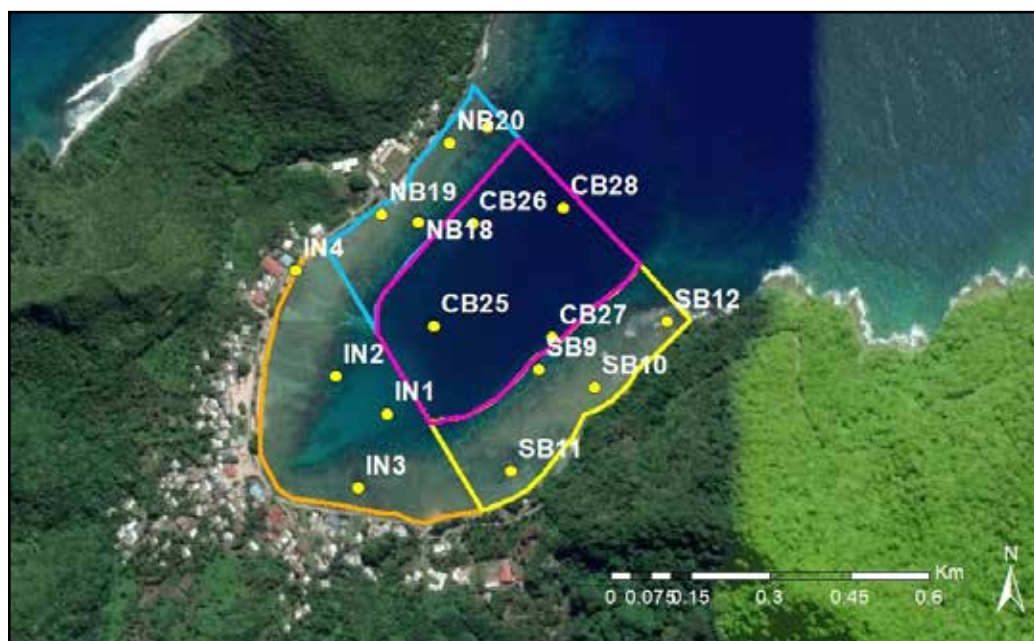 NB20
NB19
CB26
CB28
NB18
IN4
CB25
CB27
SB12
SB9
IN2
SB10
IN1
SB11
IN3
N
Km
0 0.075 0.15 0.3 0.45 0.6